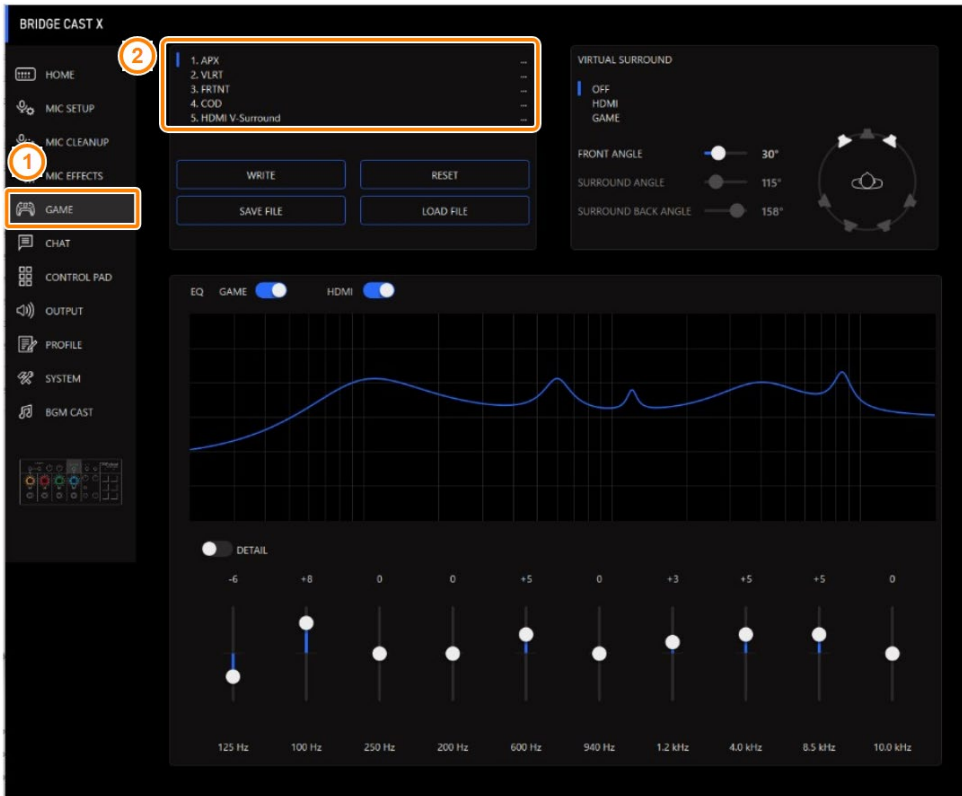 BRIDGE CAST X
HOME
MIC SETUP
MIC CLEANUP
MIC EFFECTS
GAME
CHAT
CONTROL PAD
OUTPUT
PROFILE
SYSTEM
BGM CAST
1
2
1. APX ...
2. VLRT ...
3. FRTNT ...
4. COD ...
5. HDMI V-Surround ...
WRITE RESET
SAVE FILE LOAD FILE
VIRTUAL SURROUND
OFF
HDMI
GAME
FRONT ANGLE 30°
SURROUND ANGLE 115°
SURROUND BACK ANGLE 158°
EQ GAME HDMI
DETAIL
-6 +8 0 0 +5 0 +3 +5 +5 0
125 Hz 100 Hz 250 Hz 200 Hz 600 Hz 940 Hz 1.2 kHz 4.0 kHz 8.5 kHz 10.0 kHz